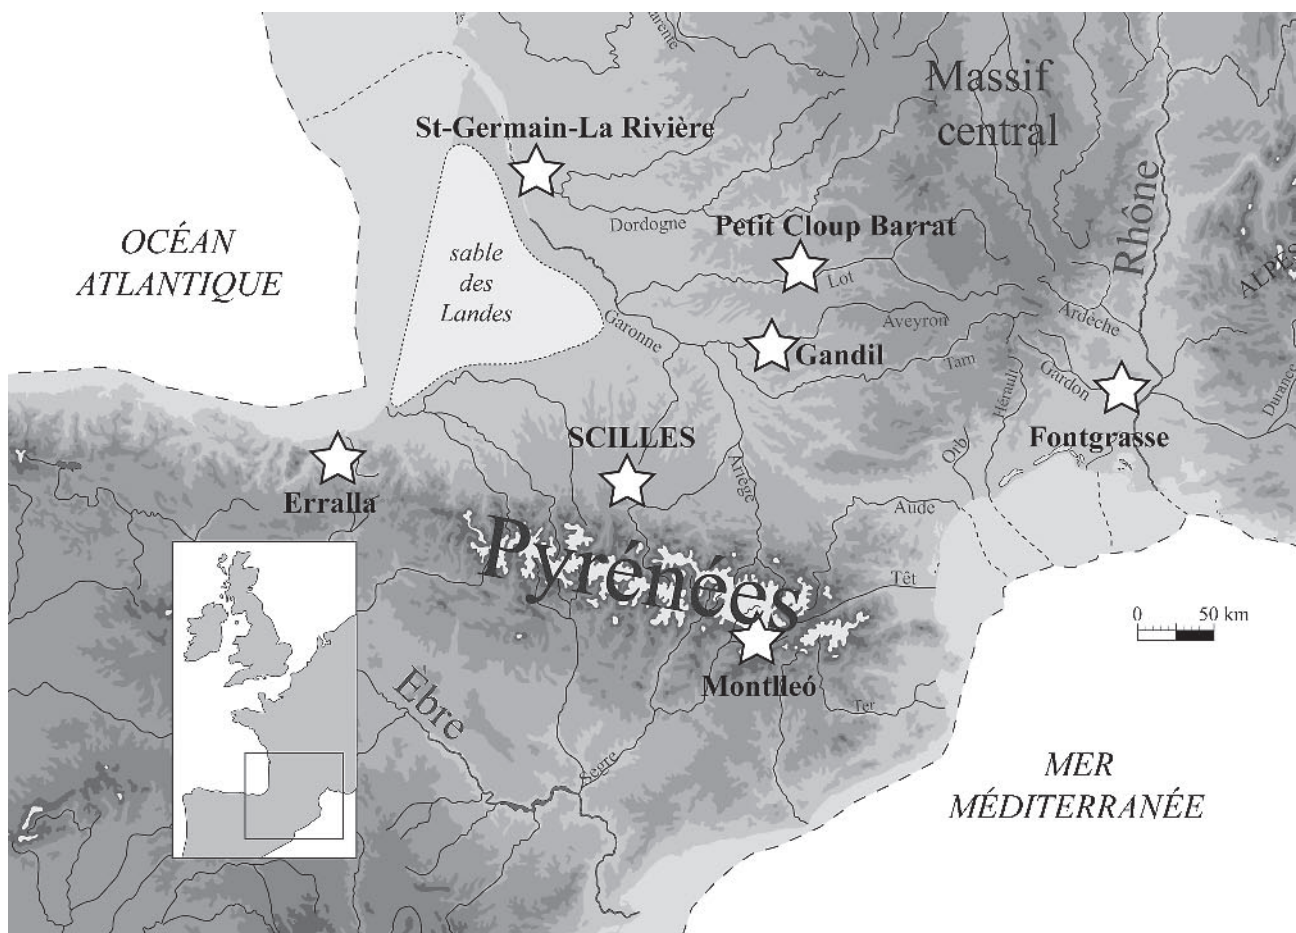 Massif
central
St-Germain-La Rivière
Rhône
Dordogne
Petit Cloup Barrat
OCÉAN
ATLANTIQUE
sable
des
Landes
Lot
ALPES
Garonne
Aveyron
Ardèche
Gandil
Tarn
Hérault
Gardon
Durance
SCILLES
Fontgrasse
Orb
Erralla
Ariège
Aude
Pyrénées
Têt
0 50 km
Montlleó
Èbre
Ter
Segre
MER
MÉDITERRANÉE